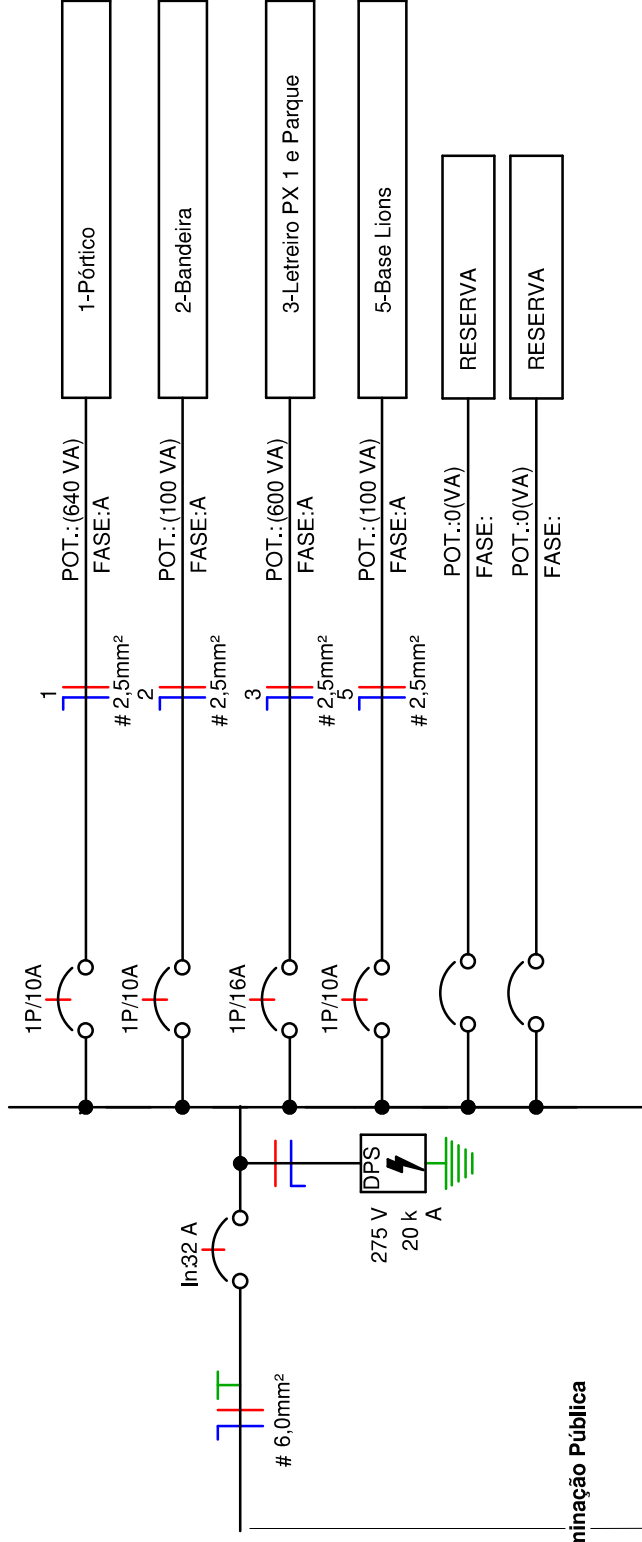 1-Pórtico
POT.:(640 VA)
FASE:A
1
# 2,5mm²
1P/10A
2-Bandeira
POT.:(100 VA)
FASE:A
2
# 2,5mm²
1P/10A
3-Letreiro PX 1 e Parque
POT.:(600 VA)
FASE:A
3
# 2,5mm²
1P/16A
5-Base Lions
POT.:(100 VA)
FASE:A
5
# 2,5mm²
1P/10A
RESERVA
POT.:0(VA)
FASE:
RESERVA
POT.:0(VA)
FASE:
In:32 A
# 6,0mm²
DPS
275 V
20 k
A
minação Pública